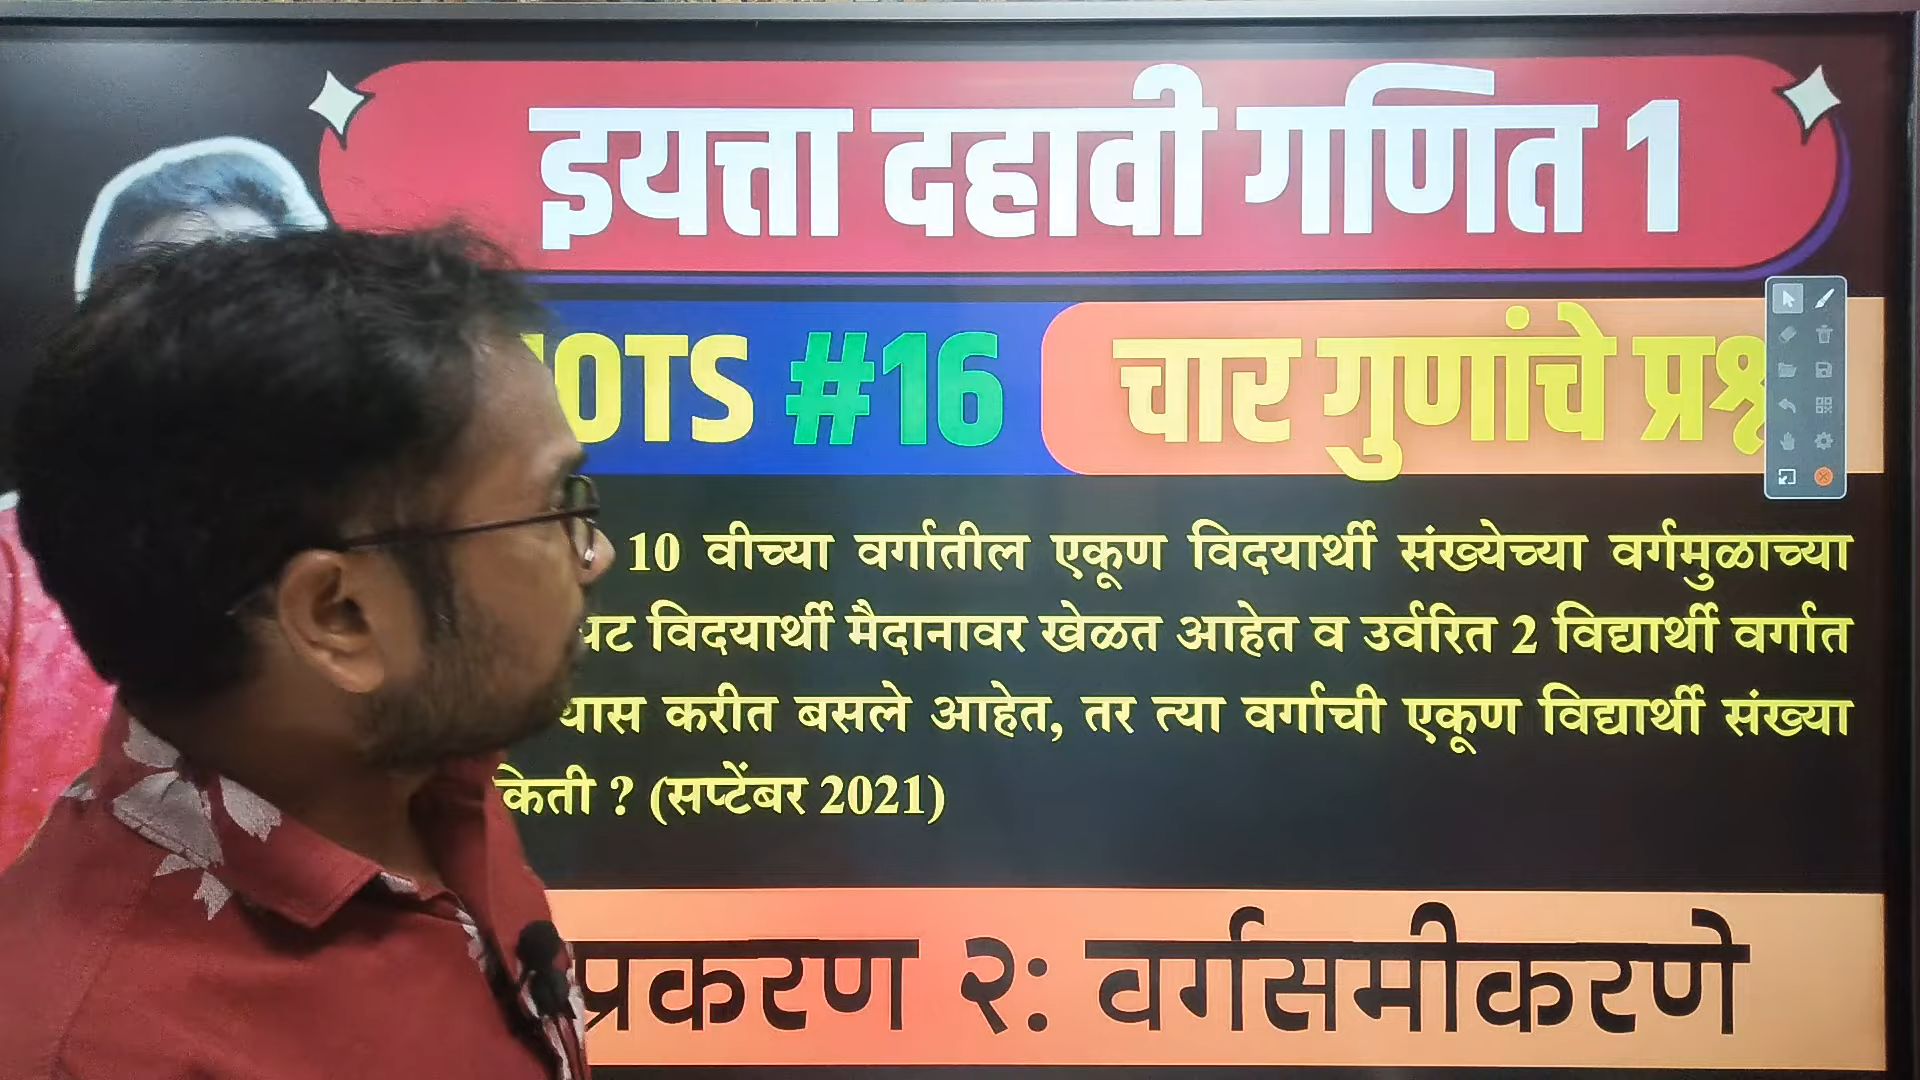 इयत्ता दहावी गणित 1
#16
चार गुणांचे प्रश्न
10 वीच्या वर्गातील एकूण विदयार्थी संख्येच्या वर्गमुळाच्या
विदयार्थी मैदानावर खेळत आहेत व उर्वरित 2 विद्यार्थी वर्गात
करीत बसले आहेत, तर त्या वर्गाची एकूण विद्यार्थी संख्या
किती ? (सप्टेंबर 2021)
प्रकरण २: वर्गसमीकरणे